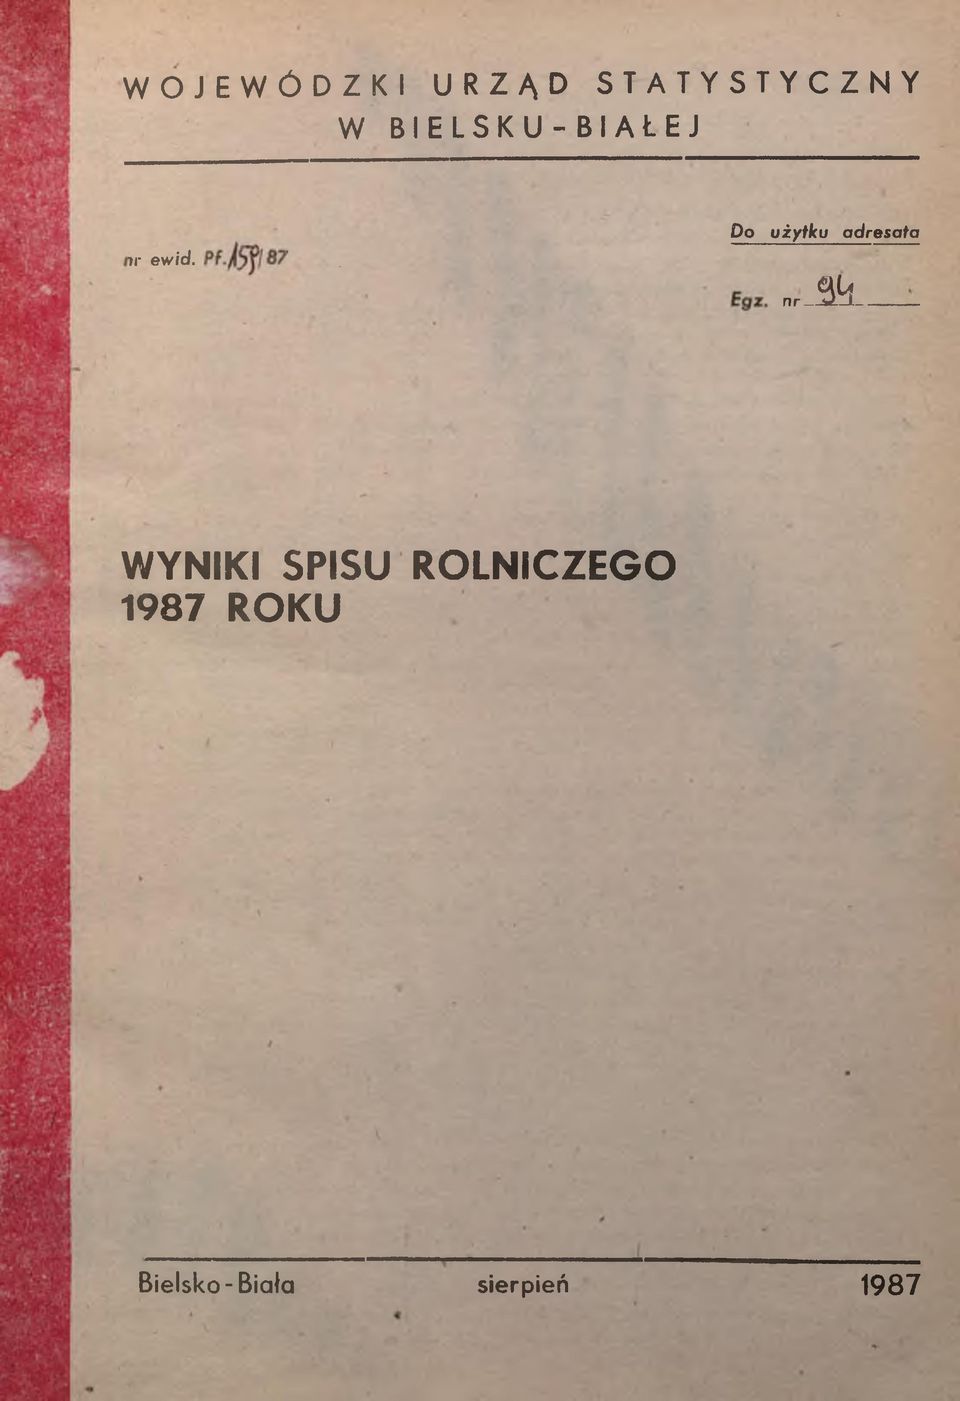 WOJEWÓDZKI URZĄD STATYSTYCZNY
W BIELSKU-BIAŁEJ
Do użytku adresata
nr ewid. Pf. 87
Egz. nr 94
WYNIKI SPISU ROLNICZEGO
1987 ROKU
Bielsko-Biała sierpień 1987